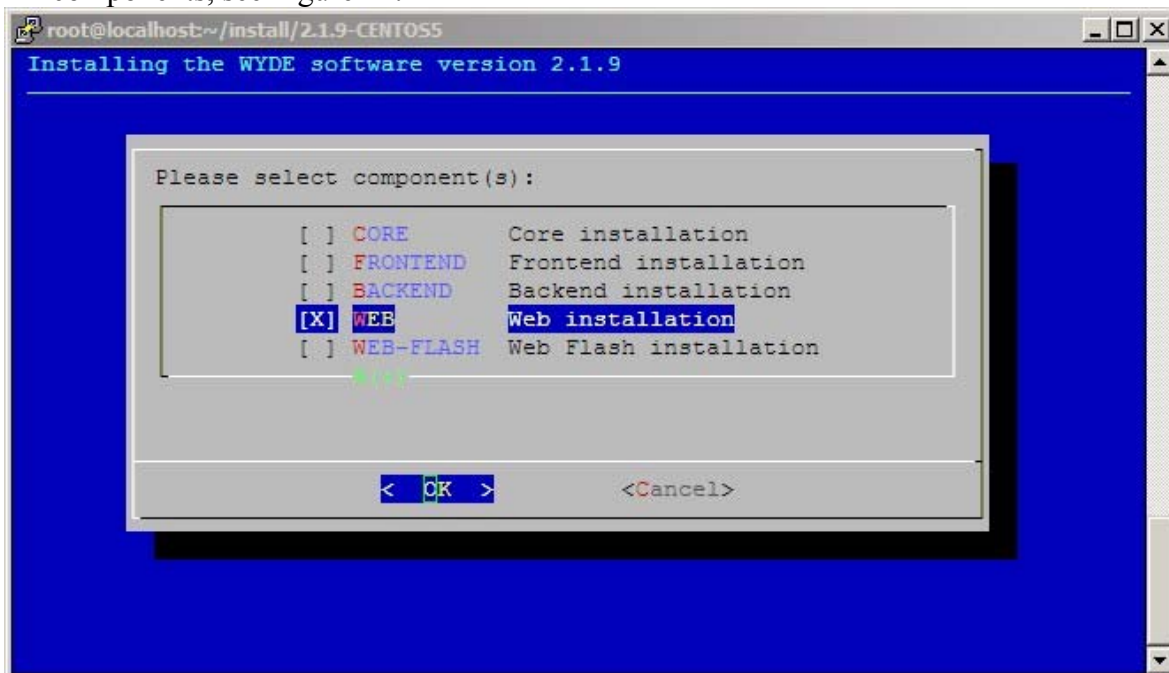 root@localhost:~/install/2.1.9-CENTOS5
Installing the WYDE software version 2.1.9
Please select component(s):
[ ] CORE Core installation
[ ] FRONTEND Frontend installation
[ ] BACKEND Backend installation
[X] WEB Web installation
[ ] WEB-FLASH Web Flash installation
< OK > <Cancel>